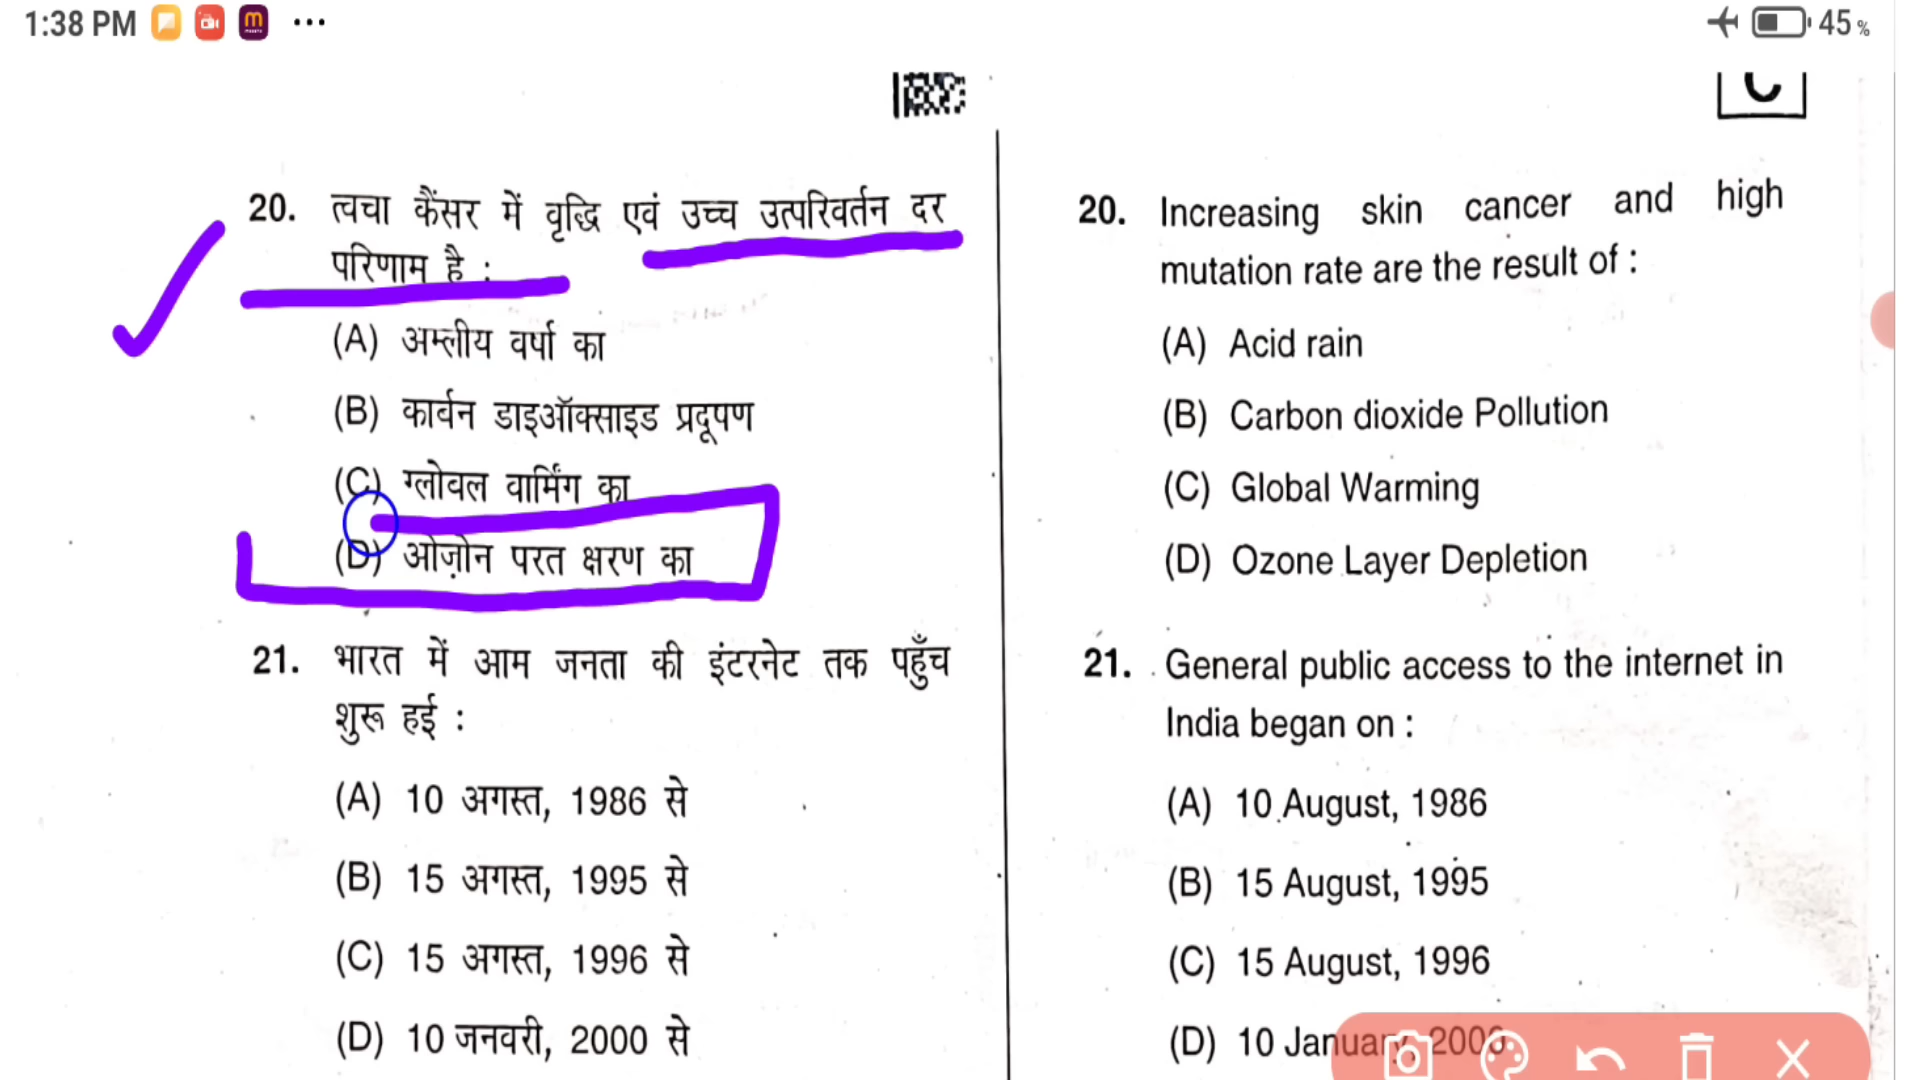 1:38 PM
45%
C
20. त्वचा कैंसर में वृद्धि एवं उच्च उत्परिवर्तन दर
परिणाम है :
(A) अम्लीय वर्षा का
(B) कार्बन डाइऑक्साइड प्रदूषण
(C) ग्लोबल वार्मिंग का
(D) ओज़ोन परत क्षरण का
21. भारत में आम जनता की इंटरनेट तक पहुँच
शुरू हुई :
(A) 10 अगस्त, 1986 से
(B) 15 अगस्त, 1995 से
(C) 15 अगस्त, 1996 से
(D) 10 जनवरी, 2000 से
20. Increasing skin cancer and high
mutation rate are the result of :
(A) Acid rain
(B) Carbon dioxide Pollution
(C) Global Warming
(D) Ozone Layer Depletion
21. General public access to the internet in
India began on :
(A) 10 August, 1986
(B) 15 August, 1995
(C) 15 August, 1996
(D) 10 January, 2000